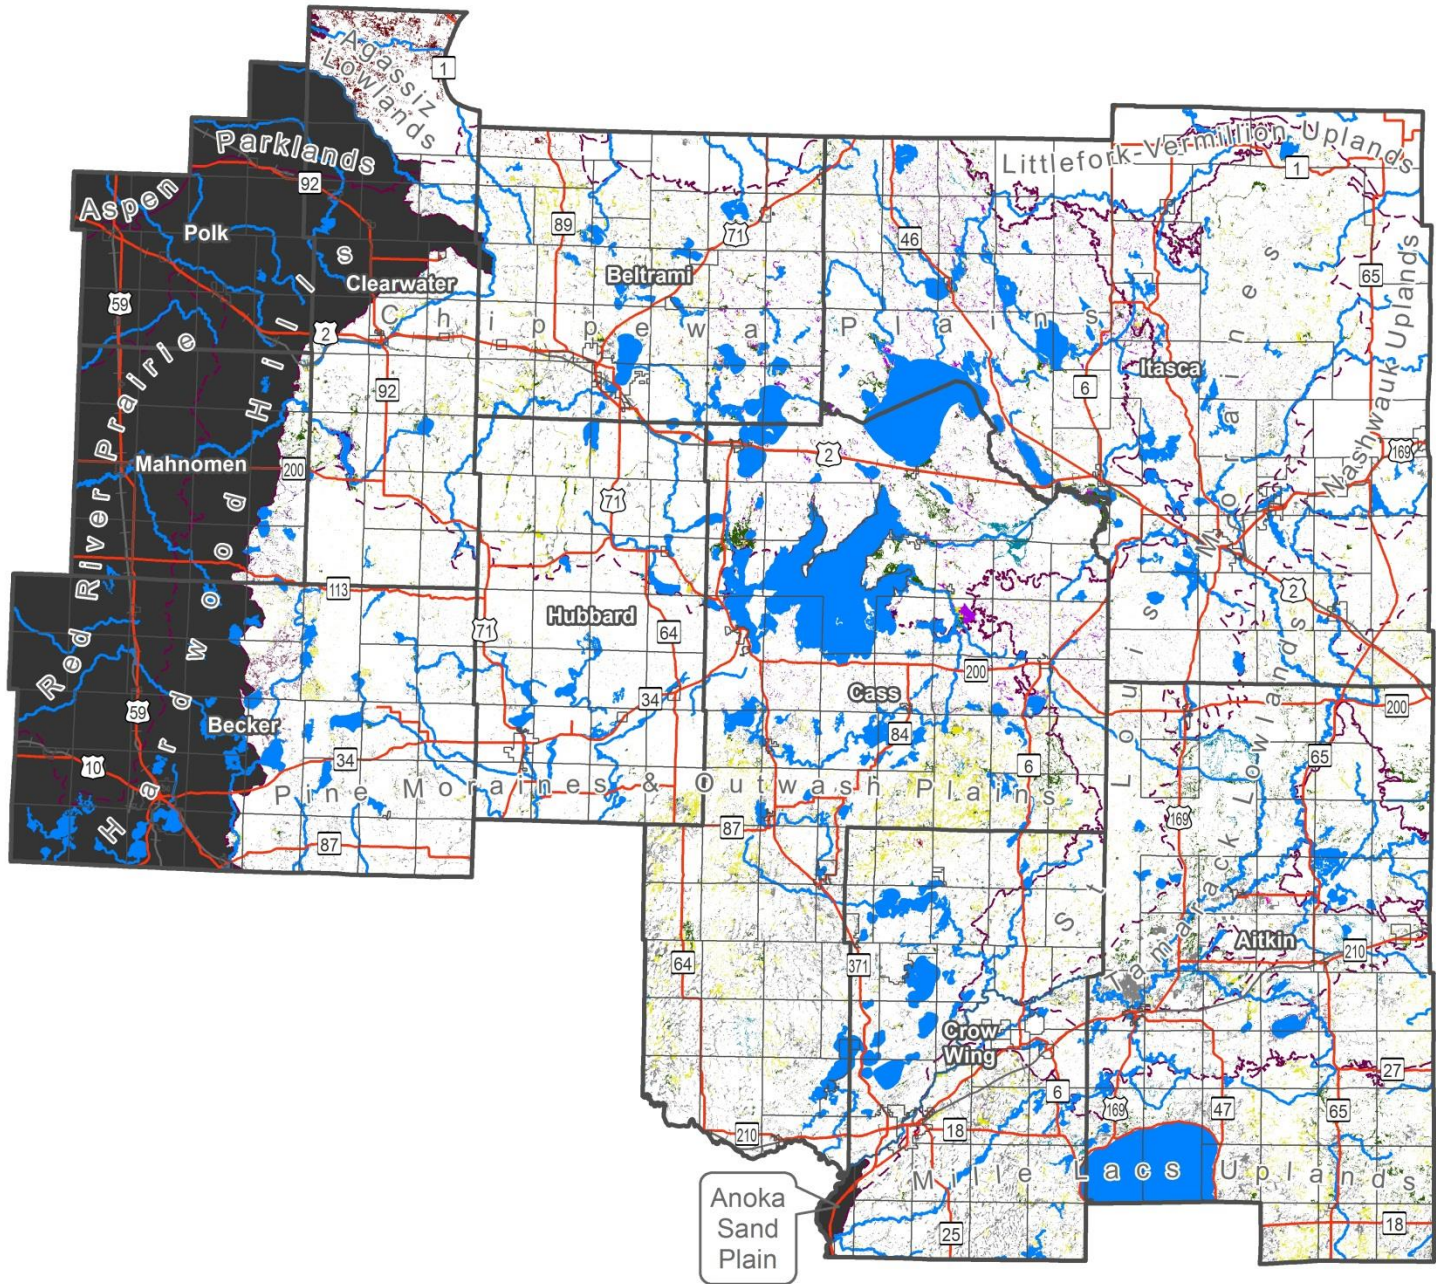 Agassiz
Lowlands
1
Parklands
92
Aspen
Polk
Littlefork-Vermillion Uplands
1
89
71
46
Clearwater
Beltrami
65
59
2
Chippewa Plains
Itasca
92
6
Red River Prairie
Hardwood Hills
Mahnomen
200
2
169
Nashwauk Uplands
71
St. Louis Moraines
113
2
Hubbard
71
64
200
34
Cass
59
Becker
84
200
10
34
6
65
Pine Moraines & Outwash Plains
169
87
87
Tamarack Lowlands
Aitkin
64
371
210
Crow
Wing
27
6
169
47
65
210
18
Mille Lacs Uplands
Anoka
Sand
Plain
25
18